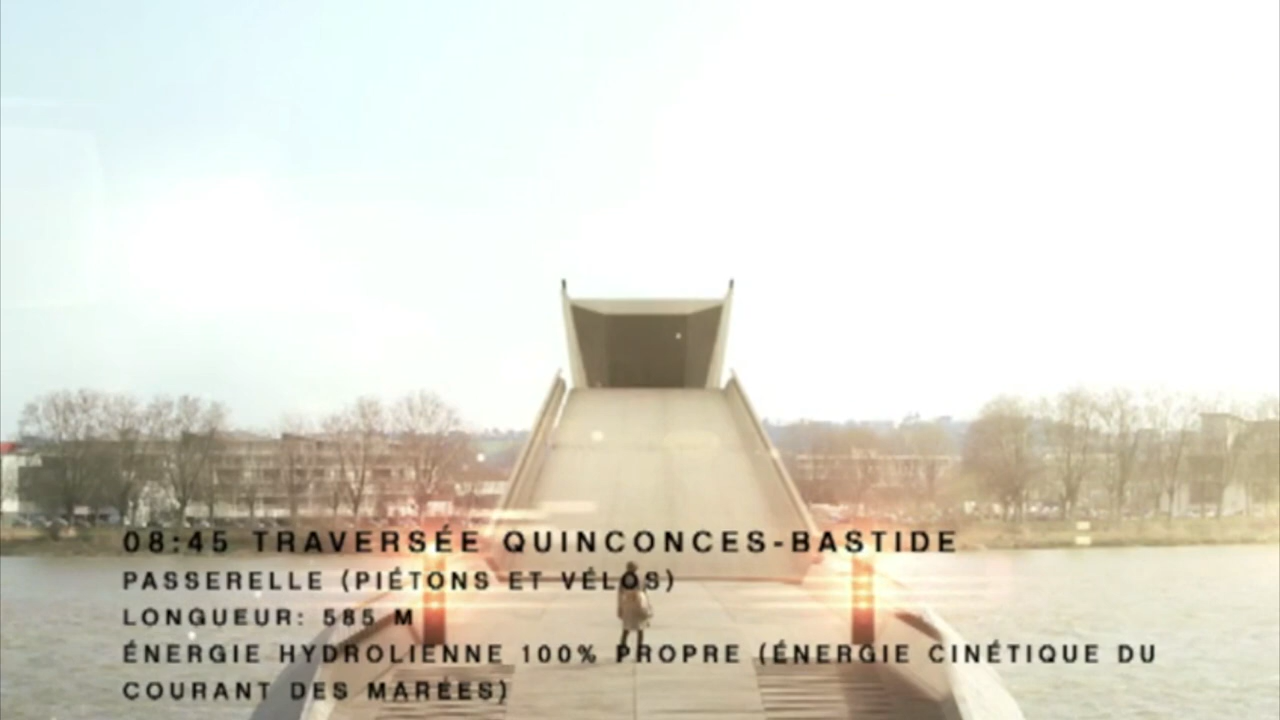 08:45 TRAVERSÉE QUINCONCES-BASTIDE
PASSERELLE (PIÉTONS ET VÉLOS)
LONGUEUR: 585 M
ÉNERGIE HYDROLIENNE 100% PROPRE (ÉNERGIE CINÉTIQUE DU
COURANT DES MARÉES)